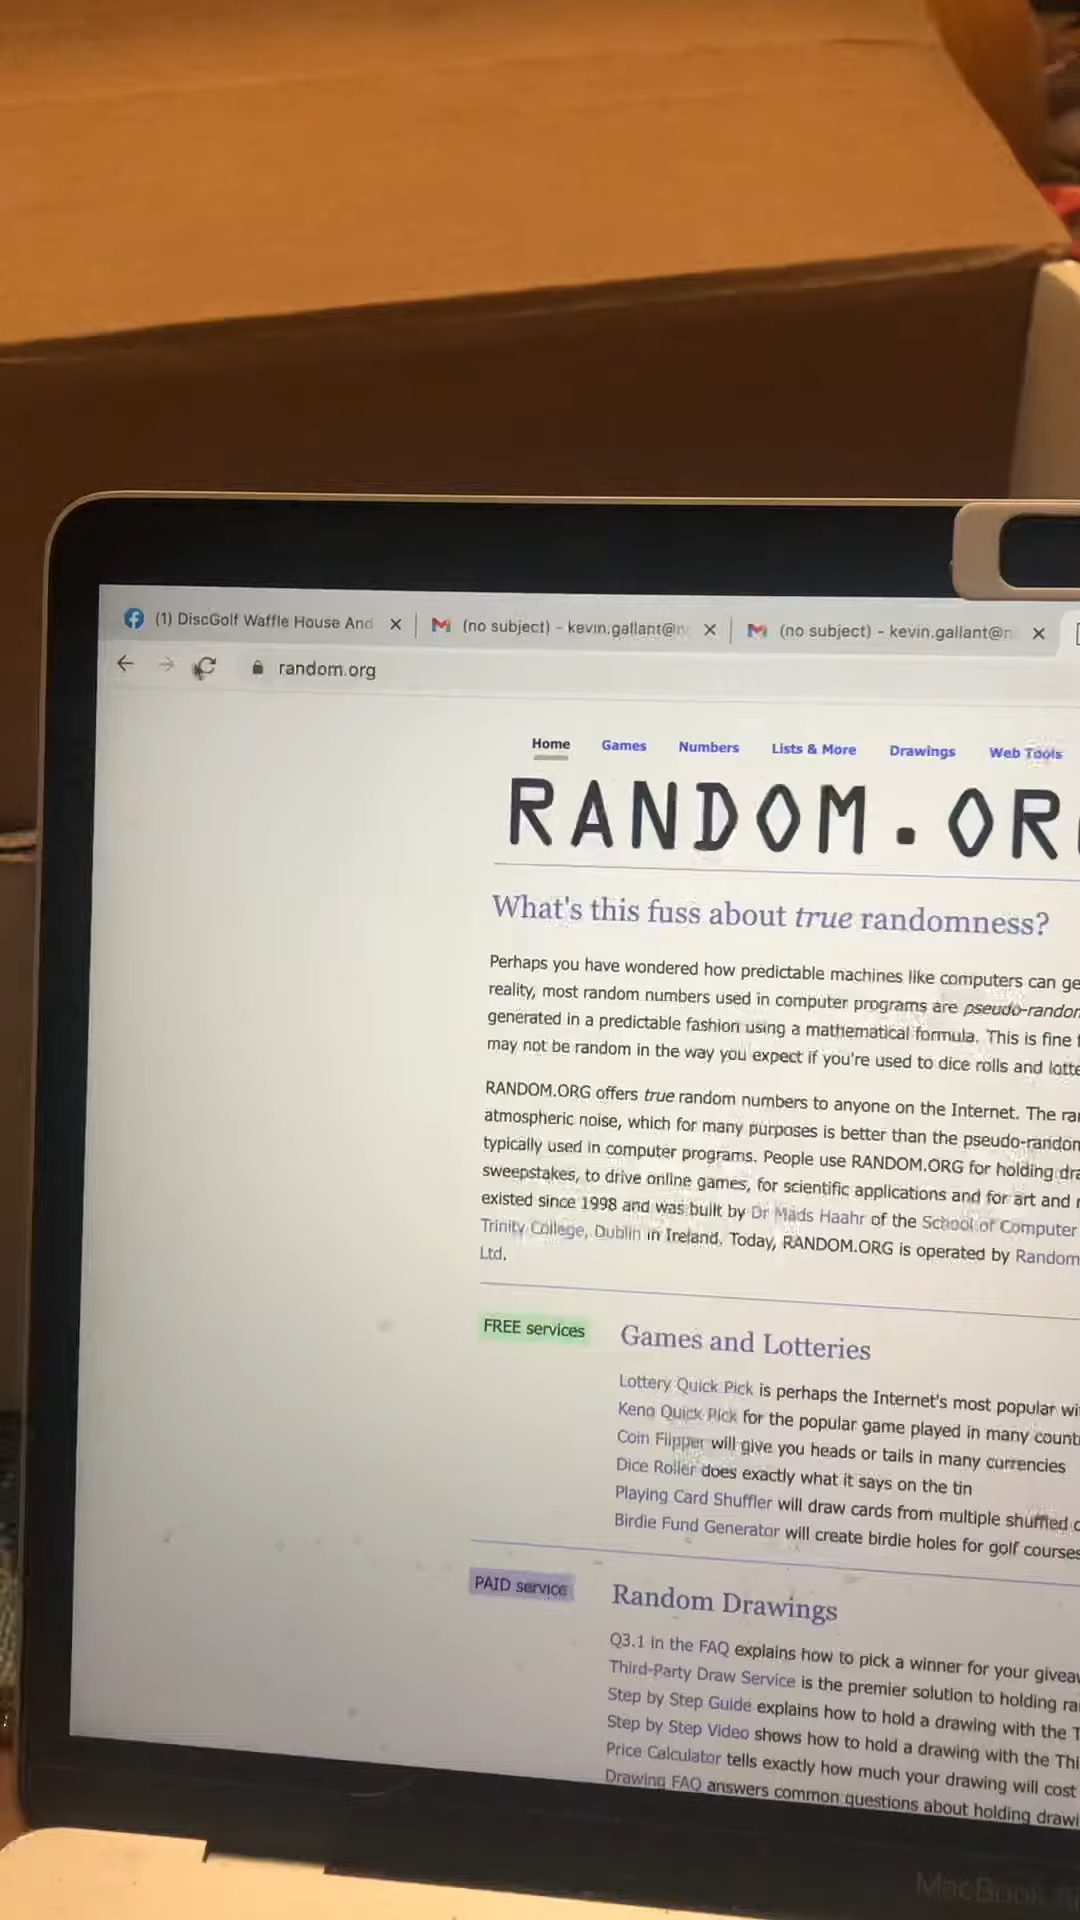 (1) DiscGolf Waffle House And
(no subject) - kevin.gallant@n
(no subject) - kevin.gallant@n
random.org
Home Games Numbers Lists & More Drawings Web Tools
RANDOM.OR
What's this fuss about true randomness?
Perhaps you have wondered how predictable machines like computers can ge
reality, most random numbers used in computer programs are pseudo-random
generated in a predictable fashion using a mathematical formula. This is fine f
may not be random in the way you expect if you're used to dice rolls and lotte
RANDOM.ORG offers true random numbers to anyone on the Internet. The ra
atmospheric noise, which for many purposes is better than the pseudo-random
typically used in computer programs. People use RANDOM.ORG for holding dra
sweepstakes, to drive online games, for scientific applications and for art and
existed since 1998 and was built by Dr Mads Haahr of the School of Computer
Trinity College, Dublin in Ireland. Today, RANDOM.ORG is operated by Random
Ltd.
FREE services
Games and Lotteries
Lottery Quick Pick is perhaps the Internet's most popular wi
Keno Quick Pick for the popular game played in many count
Coin Flipper will give you heads or tails in many currencies
Dice Roller does exactly what it says on the tin
Playing Card Shuffler will draw cards from multiple shuffled
Birdie Fund Generator will create birdie holes for golf courses
PAID service
Random Drawings
Q3.1 in the FAQ explains how to pick a winner for your givea
Third-Party Draw Service is the premier solution to holding ra
Step by Step Guide explains how to hold a drawing with the T
Step by Step Video shows how to hold a drawing with the Thi
Price Calculator tells exactly how much your drawing will cost
Drawing FAQ answers common questions about holding drawi
MacBook